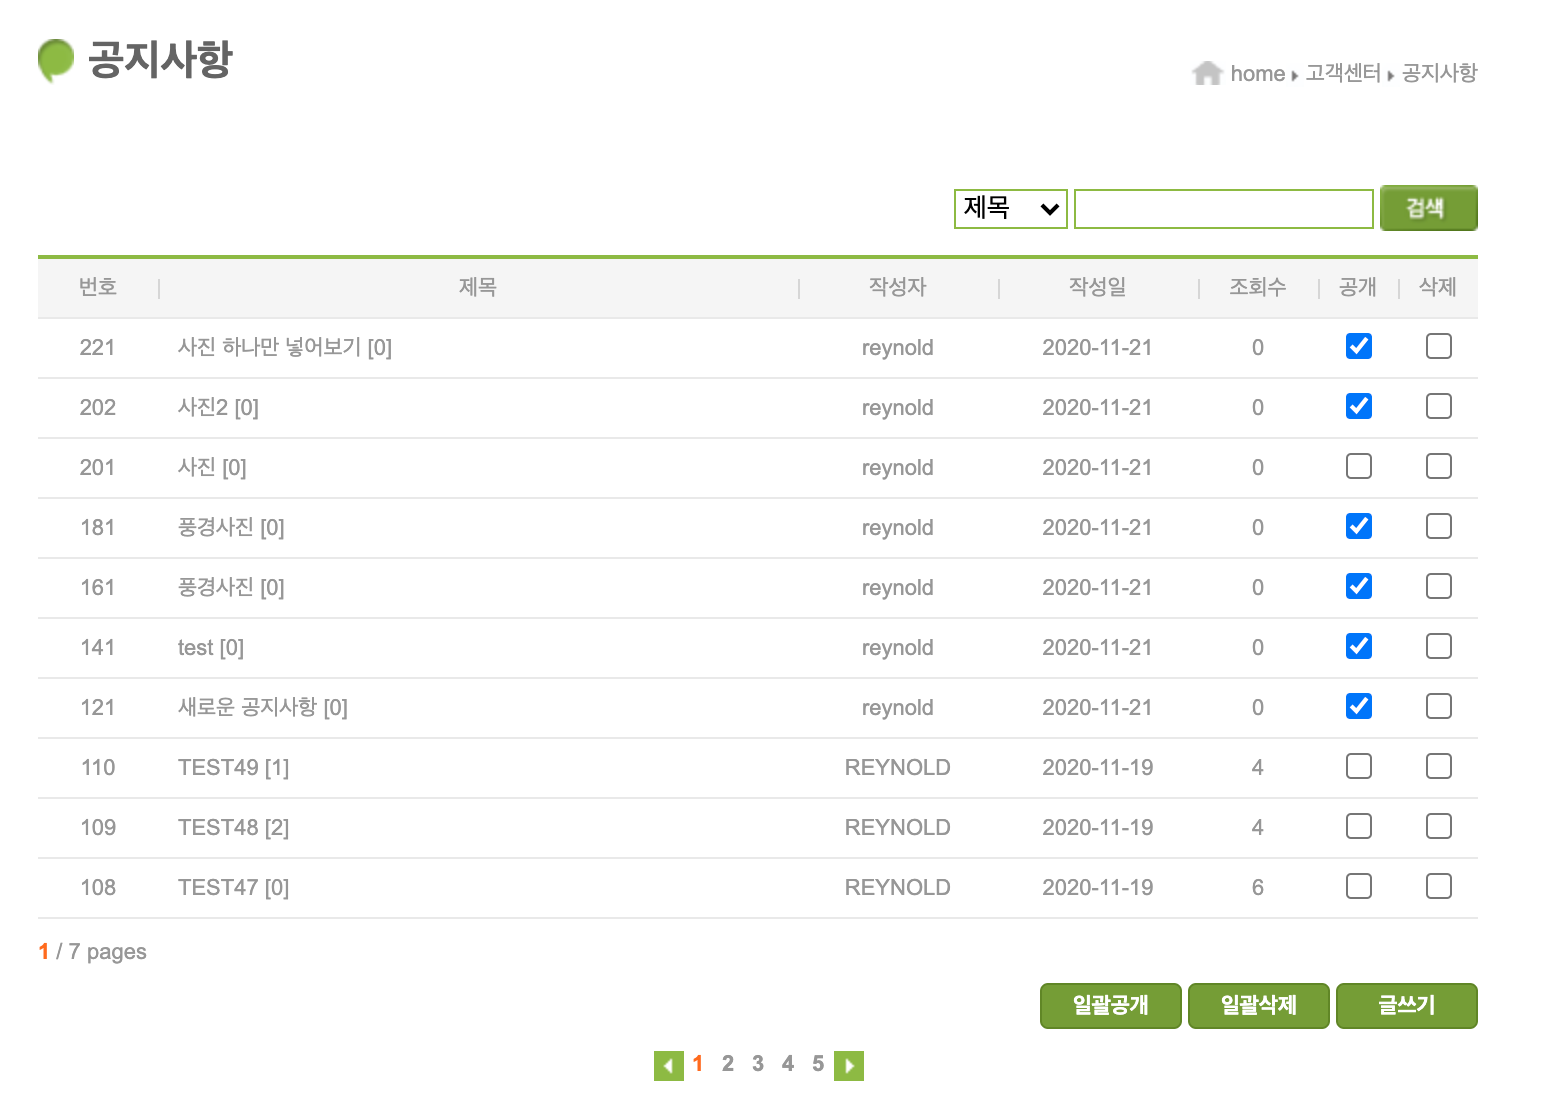 공지사항
home 고객센터 공지사항
제목 검색
번호 제목 작성자 작성일 조회수 공개 삭제
221 사진 하나만 넣어보기 [0] reynold 2020-11-21 0
202 사진2 [0] reynold 2020-11-21 0
201 사진 [0] reynold 2020-11-21 0
181 풍경사진 [0] reynold 2020-11-21 0
161 풍경사진 [0] reynold 2020-11-21 0
141 test [0] reynold 2020-11-21 0
121 새로운 공지사항 [0] reynold 2020-11-21 0
110 TEST49 [1] REYNOLD 2020-11-19 4
109 TEST48 [2] REYNOLD 2020-11-19 4
108 TEST47 [0] REYNOLD 2020-11-19 6
1 / 7 pages
일괄공개 일괄삭제 글쓰기
1 2 3 4 5